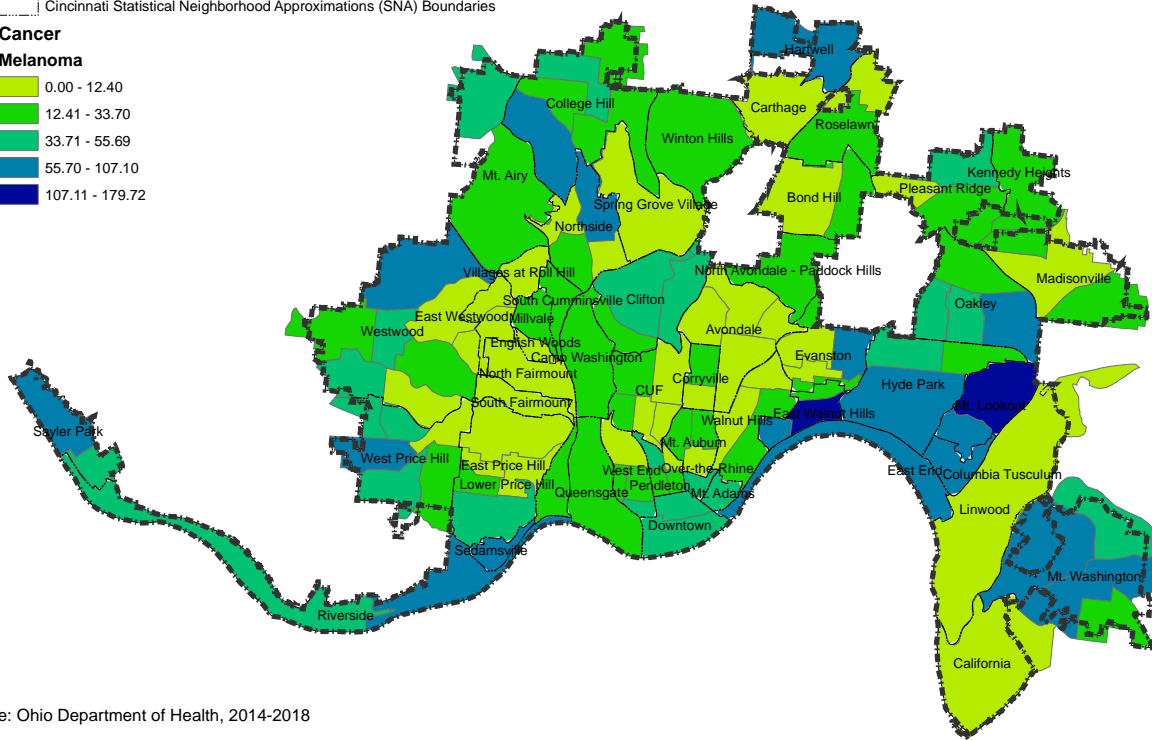 Cincinnati Statistical Neighborhood Approximations (SNA) Boundaries
Cancer
Melanoma
0.00 - 12.40
12.41 - 33.70
33.71 - 55.69
55.70 - 107.10
107.11 - 179.72
Hartwell
College Hill
Carthage
Winton Hills
Roselawn
Mt. Airy
Kennedy Heights
Pleasant Ridge
Bond Hill
Spring Grove Village
Northside
Villages at Roll Hill
North Avondale - Paddock Hills
Madisonville
South Cumminsville
Clifton
Oakley
East Westwood
Millvale
Westwood
Avondale
English Woods
Camp Washington
Evanston
North Fairmount
Corryville
Hyde Park
CUF
South Fairmount
Mt. Lookout
East Walnut Hills
Walnut Hills
Sayler Park
Mt. Auburn
West Price Hill
East Price Hill
West End
Over-the-Rhine
East End
Columbia Tusculum
Lower Price Hill
Pendleton
Queensgate
Mt. Adams
Linwood
Downtown
Sedamsville
Mt. Washington
Riverside
California
e: Ohio Department of Health, 2014-2018